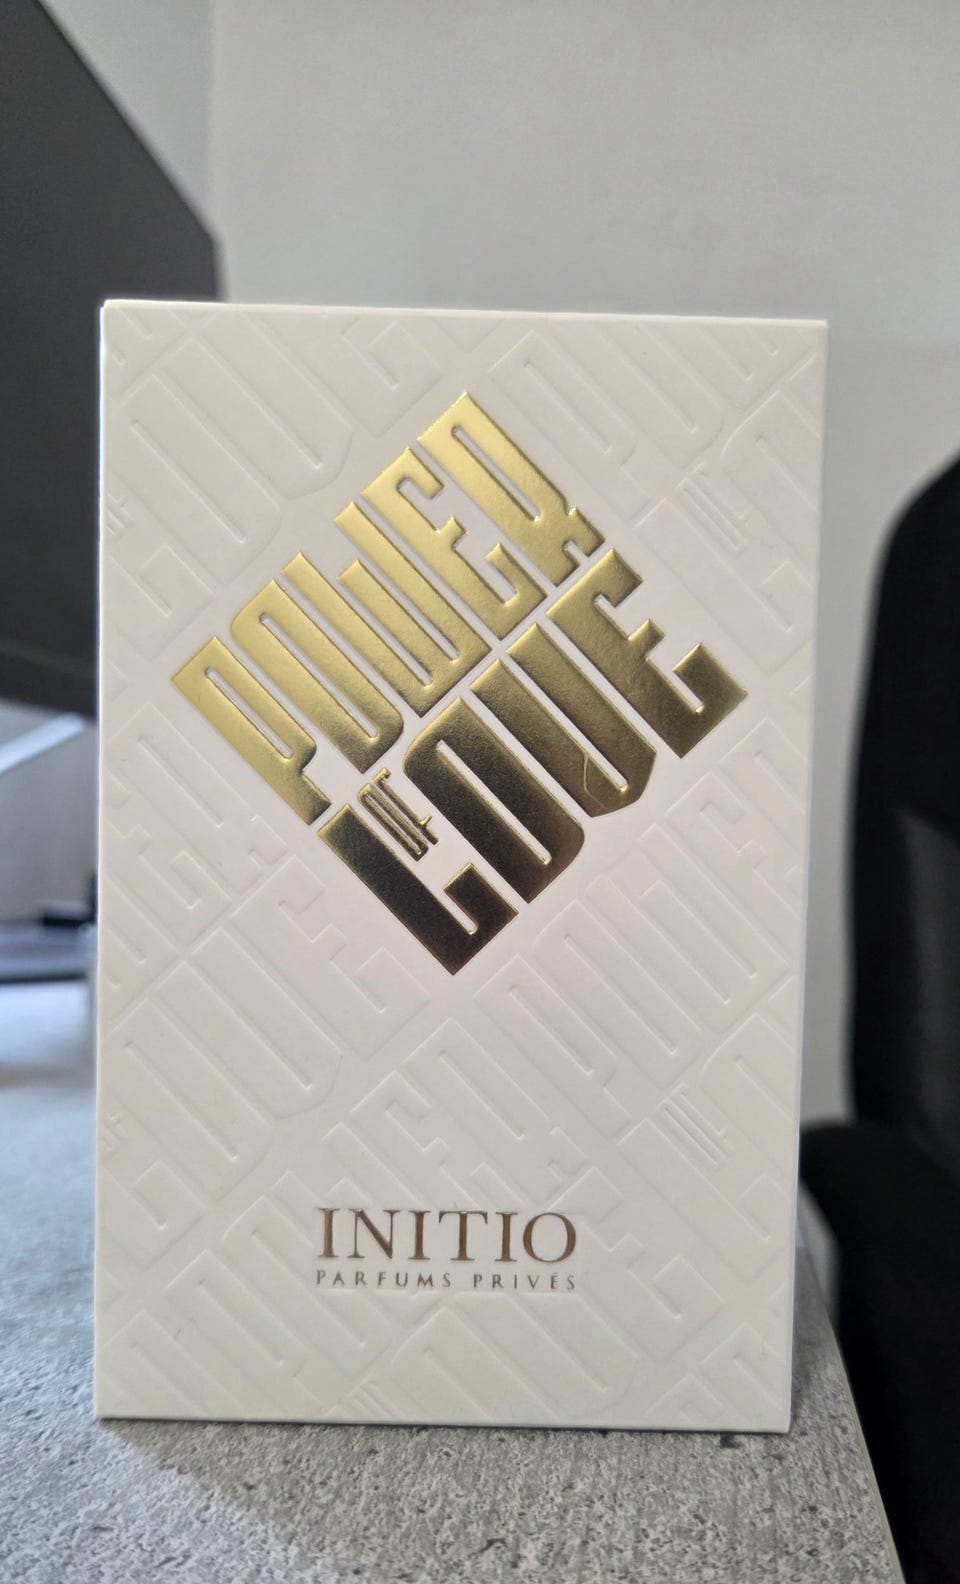 POWER
OF
LOVE
INITIO
PARFUMS PRIVÉS